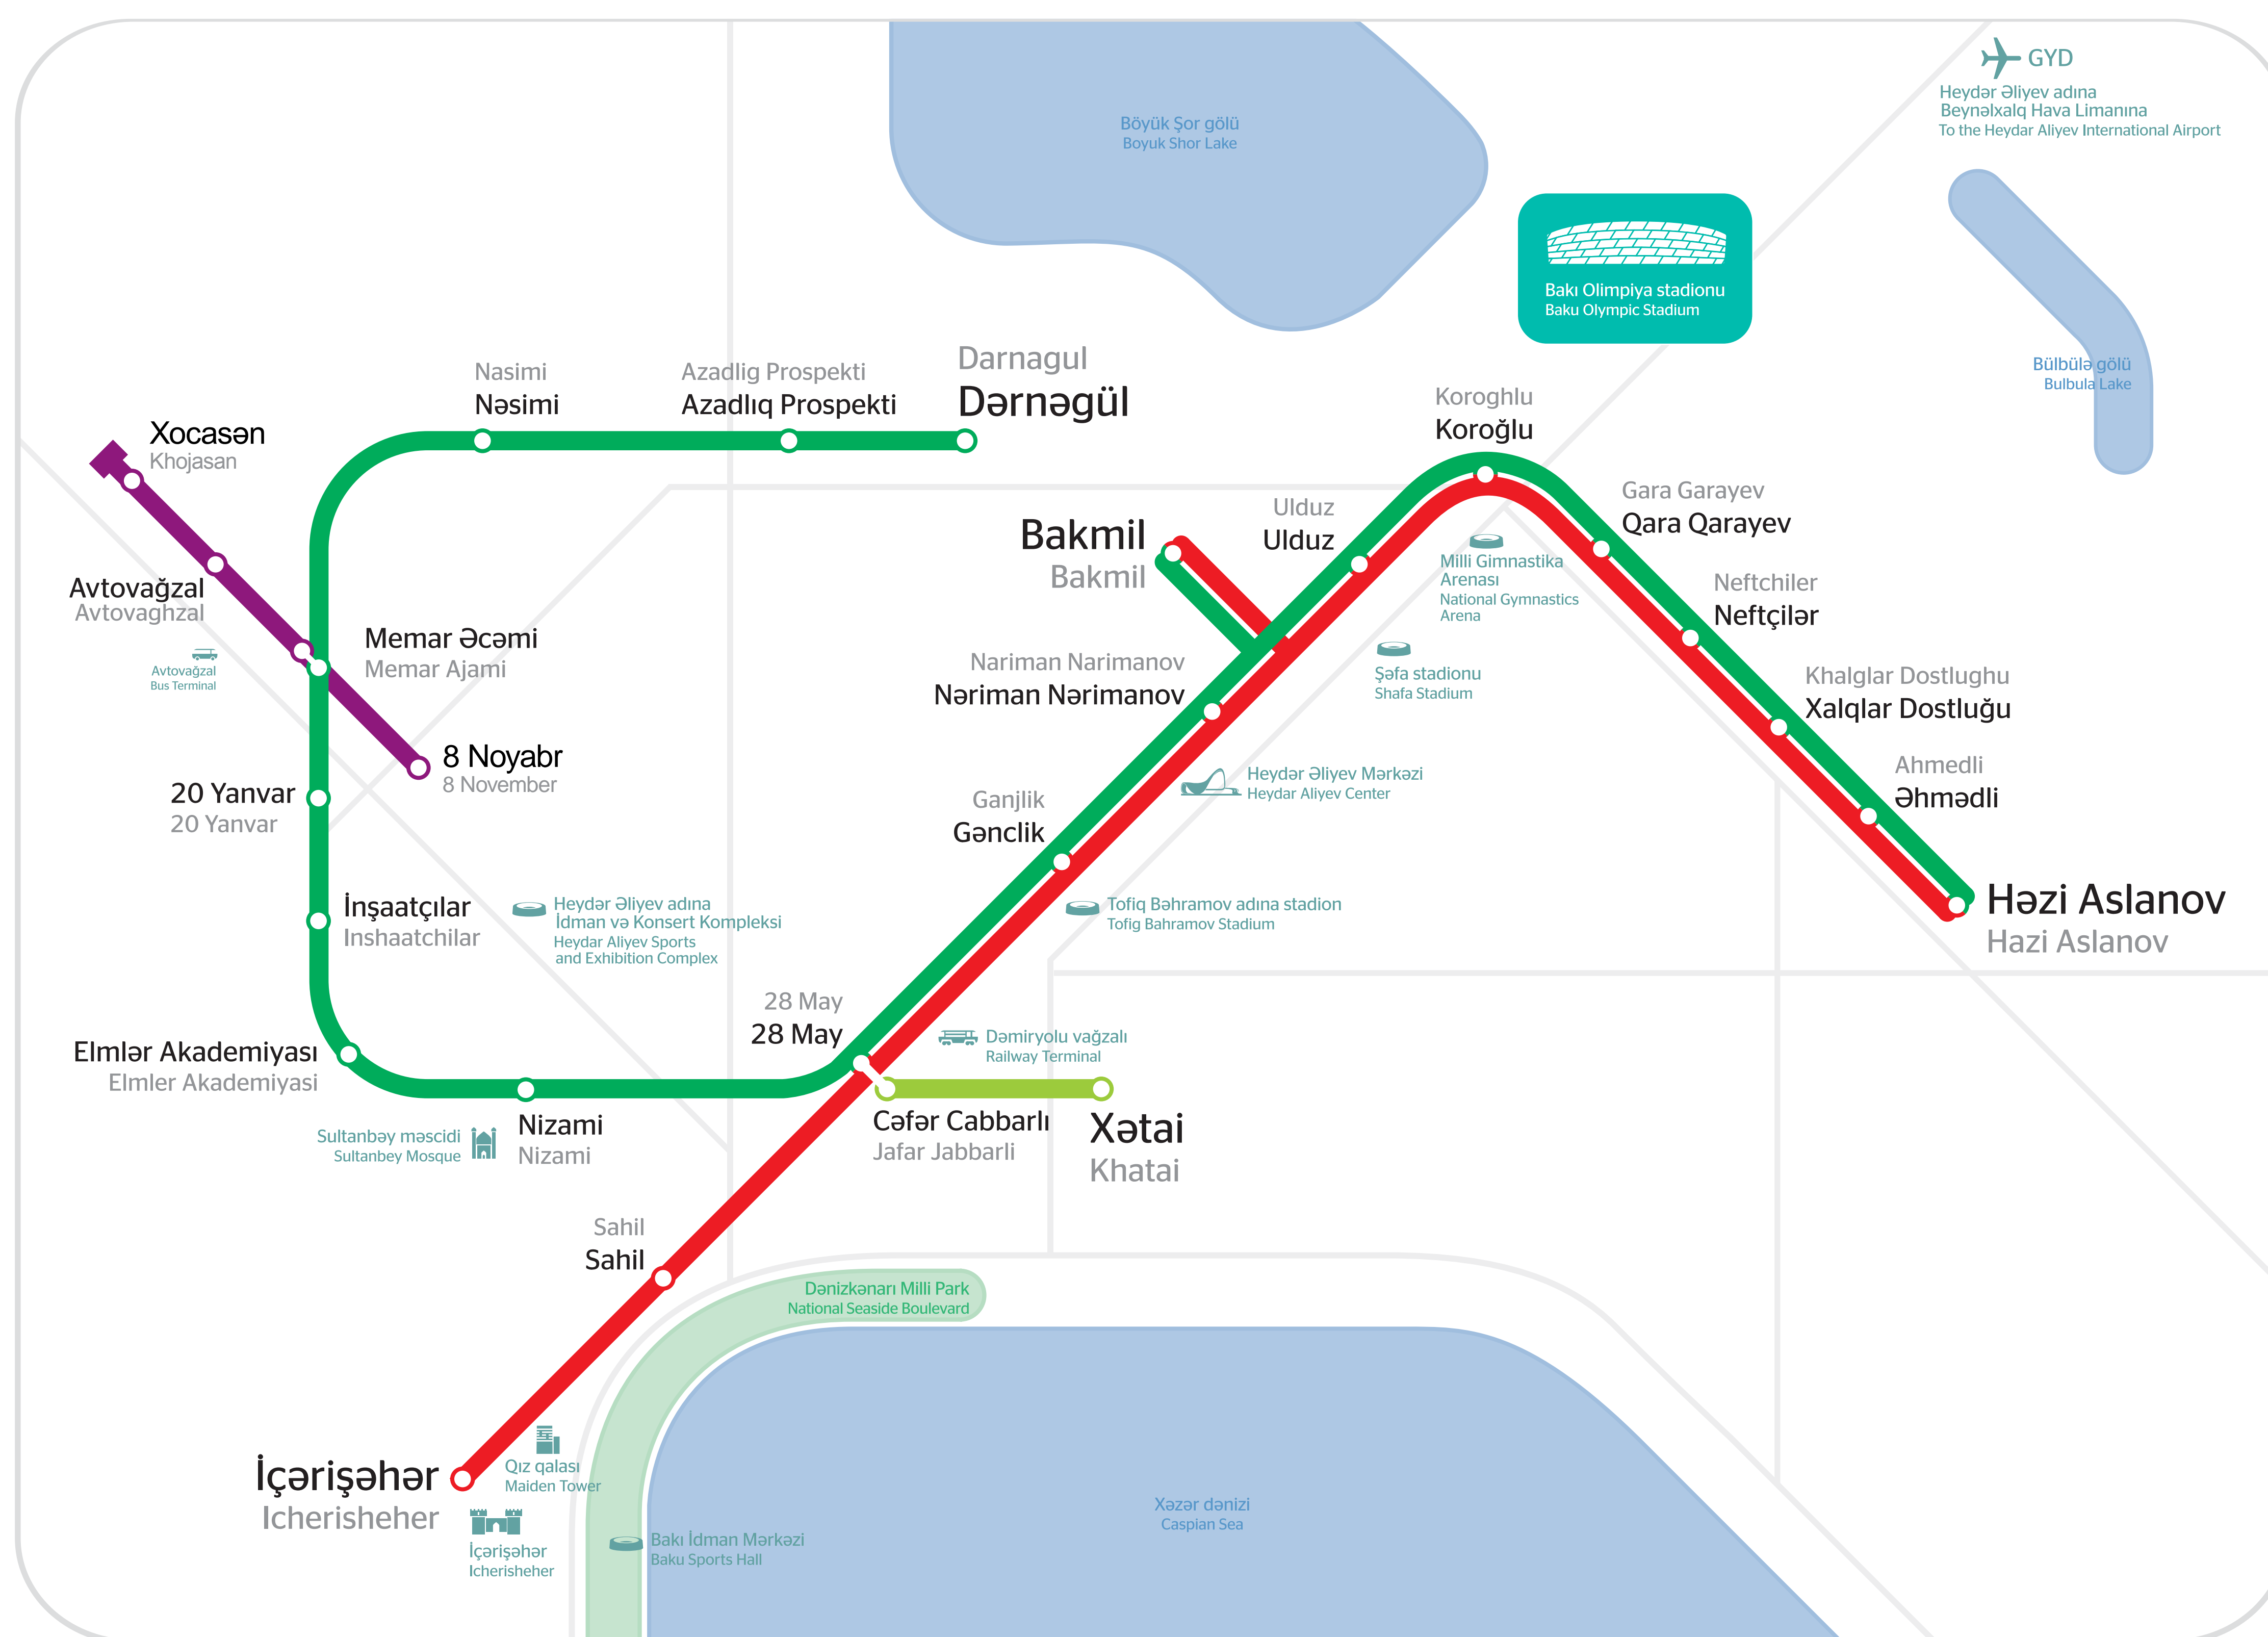 GYD
Heydər Əliyev adına
Beynəlxalq Hava Limanına
To the Heydar Aliyev International Airport
Böyük Şor gölü
Boyuk Shor Lake
Bakı Olimpiya stadionu
Baku Olympic Stadium
Bülbülə gölü
Bulbula Lake
Nasimi
Nəsimi
Azadlig Prospekti
Azadlıq Prospekti
Darnagul
Dərnəgül
Koroghlu
Koroğlu
Xocasən
Khojasan
Gara Garayev
Qara Qarayev
Ulduz
Ulduz
Bakmil
Bakmil
Milli Gimnastika
Arenası
National Gymnastics
Arena
Avtovağzal
Avtovaghzal
Neftchiler
Neftçilər
Memar Əcəmi
Memar Ajami
Avtovağzal
Bus Terminal
Nariman Narimanov
Nəriman Nərimanov
Şəfa stadionu
Shafa Stadium
Khalglar Dostlughu
Xalqlar Dostluğu
8 Noyabr
8 November
20 Yanvar
20 Yanvar
Ganjlik
Gənclik
Heydər Əliyev Mərkəzi
Heydar Aliyev Center
Ahmedli
Əhmədli
İnşaatçılar
Inshaatchilar
Heydər Əliyev adına
İdman və Konsert Kompleksi
Heydar Aliyev Sports
and Exhibition Complex
Tofiq Bəhramov adına stadion
Tofig Bahramov Stadium
Həzi Aslanov
Hazi Aslanov
28 May
28 May
Dəmiryolu vağzalı
Railway Terminal
Elmlər Akademiyası
Elmler Akademiyasi
Nizami
Nizami
Sultanbəy məscidi
Sultanbey Mosque
Cəfər Cabbarlı
Jafar Jabbarli
Xətai
Khatai
Sahil
Sahil
Dənizkənarı Milli Park
National Seaside Boulevard
İçərişəhər
Icherisheher
Qız qalası
Maiden Tower
İçərişəhər
Icherisheher
Bakı İdman Mərkəzi
Baku Sports Hall
Xəzər dənizi
Caspian Sea